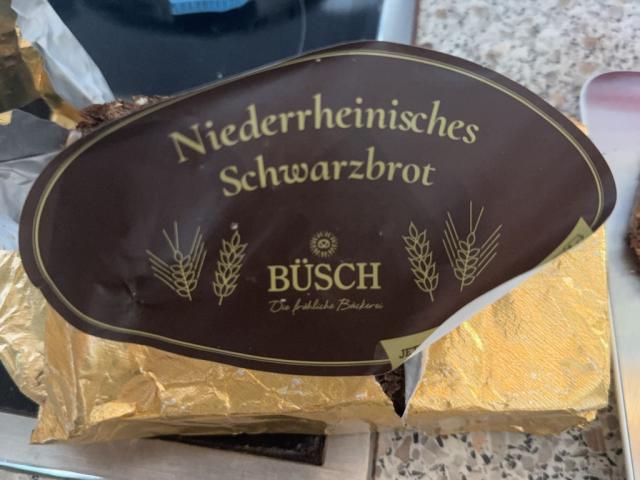 Niederrheinisches
Schwarzbrot
BÜSCH
Die fröhliche Bäckerei